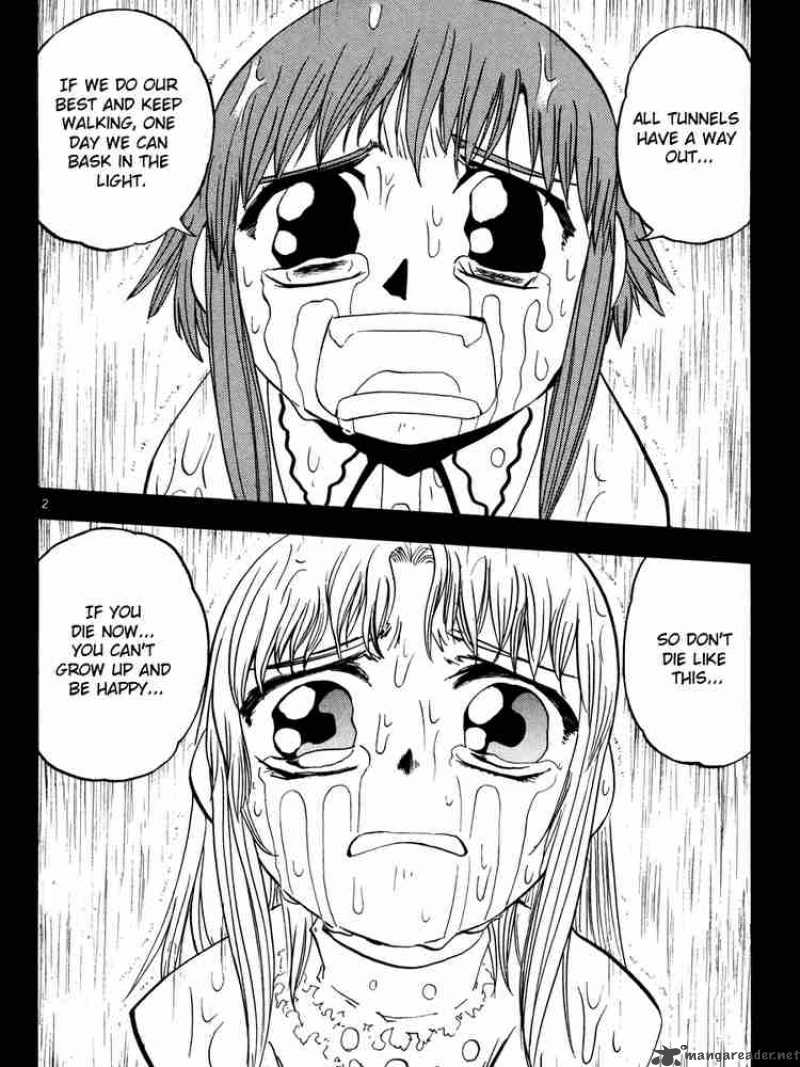 ALL TUNNELS
HAVE A WAY
OUT...
IF WE DO OUR
BEST AND KEEP
WALKING, ONE
DAY WE CAN
BASK IN THE
LIGHT.
2
SO DON'T
DIE LIKE
THIS...
IF YOU
DIE NOW...
YOU CAN'T
GROW UP AND
BE HAPPY...
mangareader.net